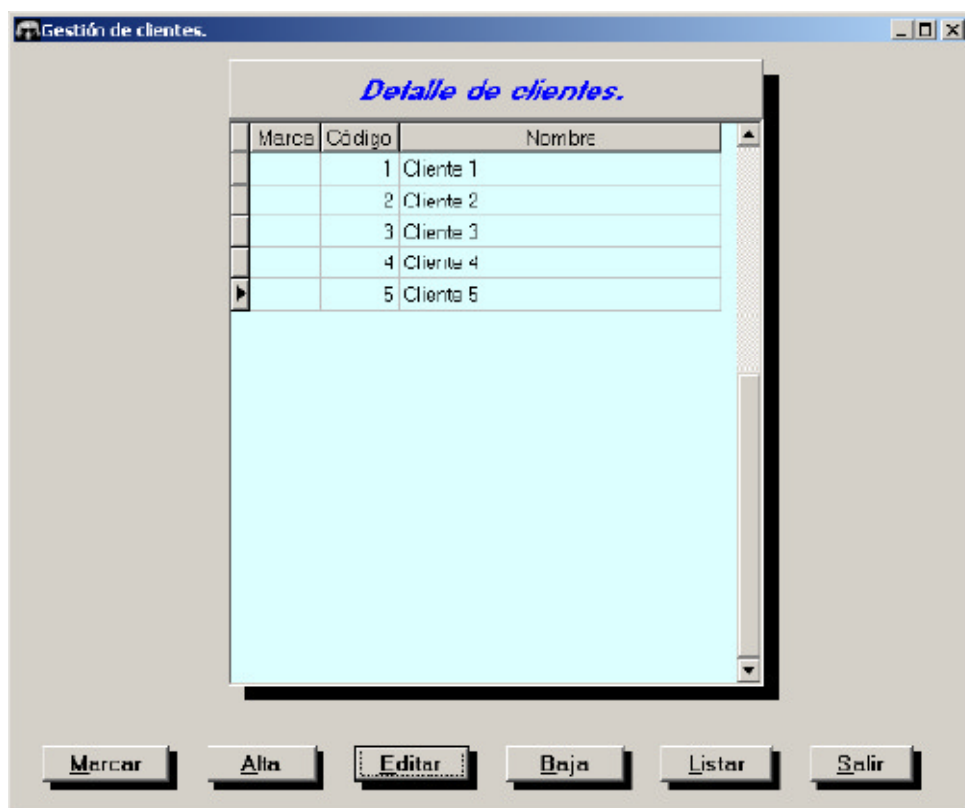 Gestión de clientes.
Detalle de clientes.
Marca Código Nombre
1 Cliente 1
2 Cliente 2
3 Cliente 3
4 Cliente 4
5 Cliente 5
Marcar Alta Editar Baja Listar Salir